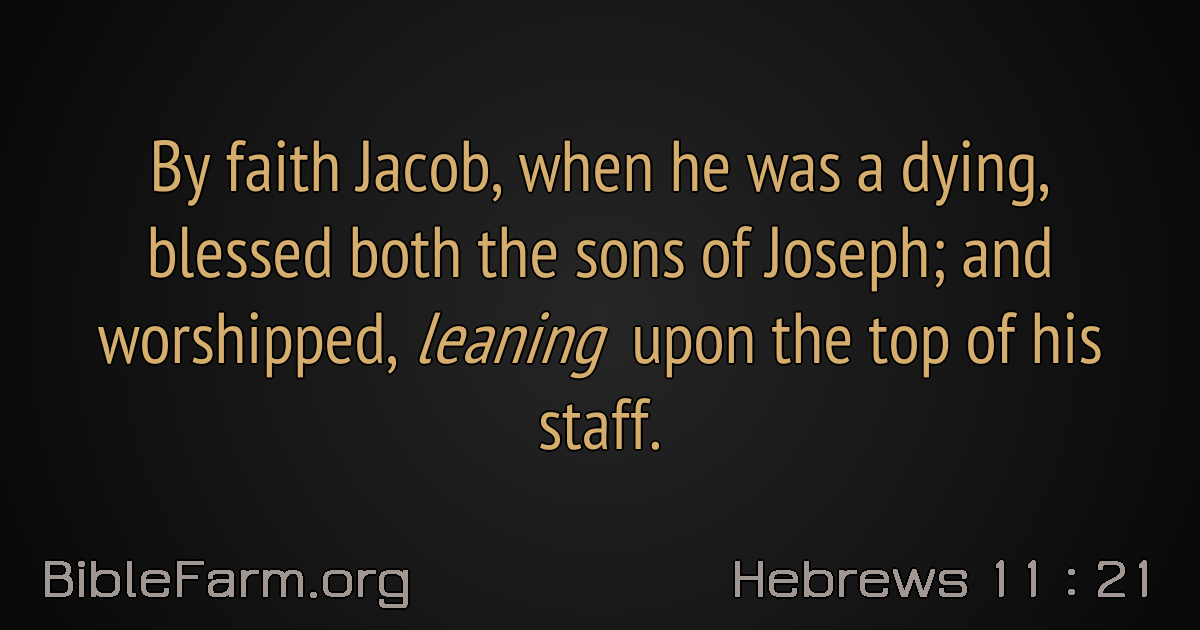 By faith Jacob, when he was a dying,
blessed both the sons of Joseph; and
worshipped, leaning upon the top of his
staff.
BibleFarm.org
Hebrews 11 : 21